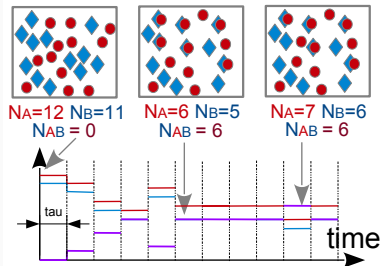 NA=12 NB=11
NAB = 0
NA=6 NB=5
NAB = 6
NA=7 NB=6
NAB = 6
tau
time